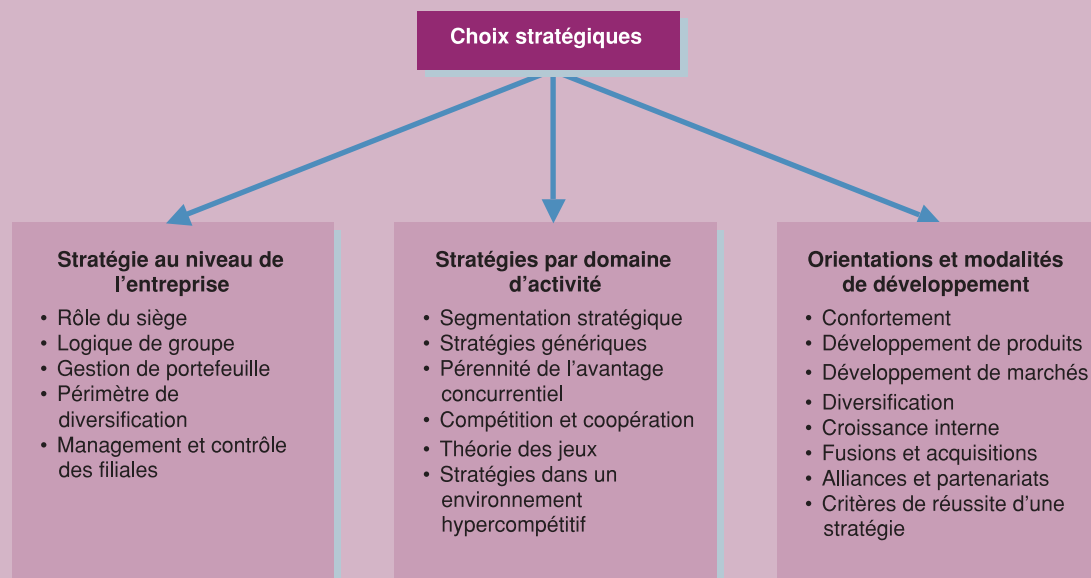 Choix stratégiques
Stratégie au niveau de
l'entreprise
• Rôle du siège
• Logique de groupe
• Gestion de portefeuille
• Périmètre de
diversification
• Management et contrôle
des filiales
Stratégies par domaine
d'activité
• Segmentation stratégique
• Stratégies génériques
• Pérennité de l'avantage
concurrentiel
• Compétition et coopération
• Théorie des jeux
• Stratégies dans un
environnement
hypercompétitif
Orientations et modalités
de développement
• Confortement
• Développement de produits
• Développement de marchés
• Diversification
• Croissance interne
• Fusions et acquisitions
• Alliances et partenariats
• Critères de réussite d'une
stratégie